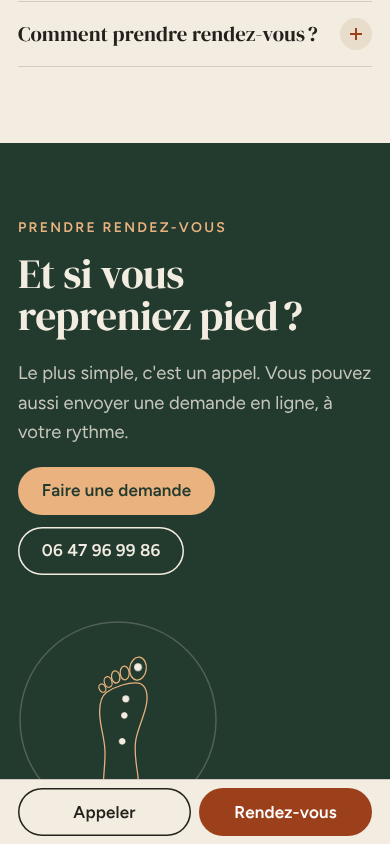 Comment prendre rendez-vous ?
PRENDRE RENDEZ-VOUS
Et si vous
repreniez pied ?
Le plus simple, c'est un appel. Vous pouvez
aussi envoyer une demande en ligne, à
votre rythme.
Faire une demande
06 47 96 99 86
Appeler
Rendez-vous